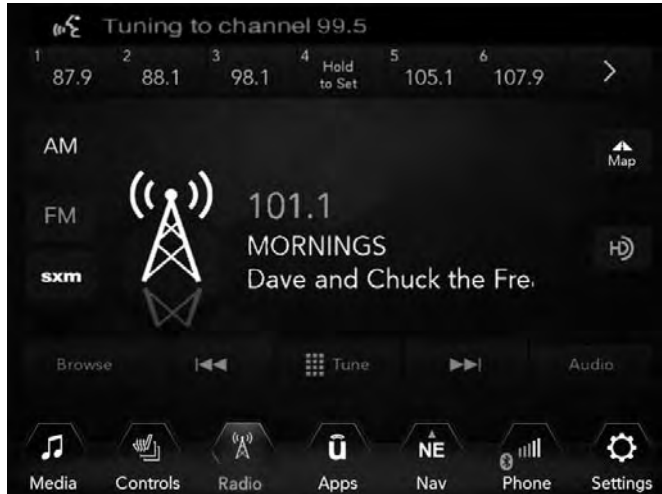 Tuning to channel 99.5
1 87.9 2 88.1 3 98.1 4 Hold to Set 5 105.1 6 107.9
AM
Map
FM
101.1
HD
MORNINGS
sxm
Dave and Chuck the Fre
Browse Tune Audio
ū NE
Media Controls Radio Apps Nav Phone Settings